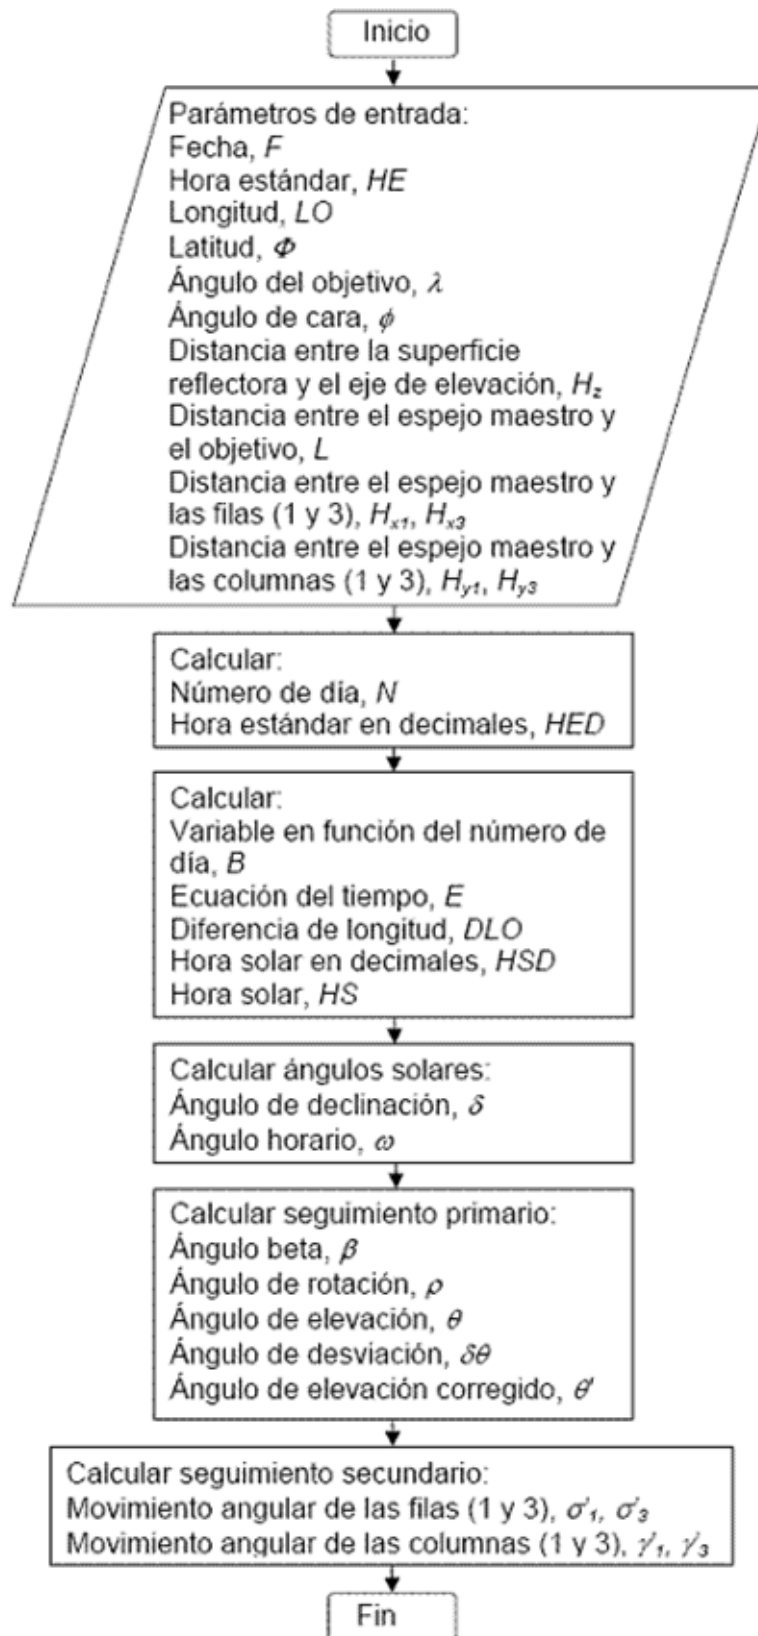 Inicio
Parámetros de entrada:
Fecha, F
Hora estándar, HE
Longitud, LO
Latitud, Φ
Ángulo del objetivo, λ
Ángulo de cara, ϕ
Distancia entre la superficie
reflectora y el eje de elevación, Hz
Distancia entre el espejo maestro y
el objetivo, L
Distancia entre el espejo maestro y
las filas (1 y 3), Hx1, Hx3
Distancia entre el espejo maestro y
las columnas (1 y 3), Hy1, Hy3
Calcular:
Número de día, N
Hora estándar en decimales, HED
Calcular:
Variable en función del número de
día, B
Ecuación del tiempo, E
Diferencia de longitud, DLO
Hora solar en decimales, HSD
Hora solar, HS
Calcular ángulos solares:
Ángulo de declinación, δ
Ángulo horario, ω
Calcular seguimiento primario:
Ángulo beta, β
Ángulo de rotación, ρ
Ángulo de elevación, θ
Ángulo de desviación, δθ
Ángulo de elevación corregido, θ'
Calcular seguimiento secundario:
Movimiento angular de las filas (1 y 3), σ'1, σ'3
Movimiento angular de las columnas (1 y 3), γ'1, γ'3
Fin